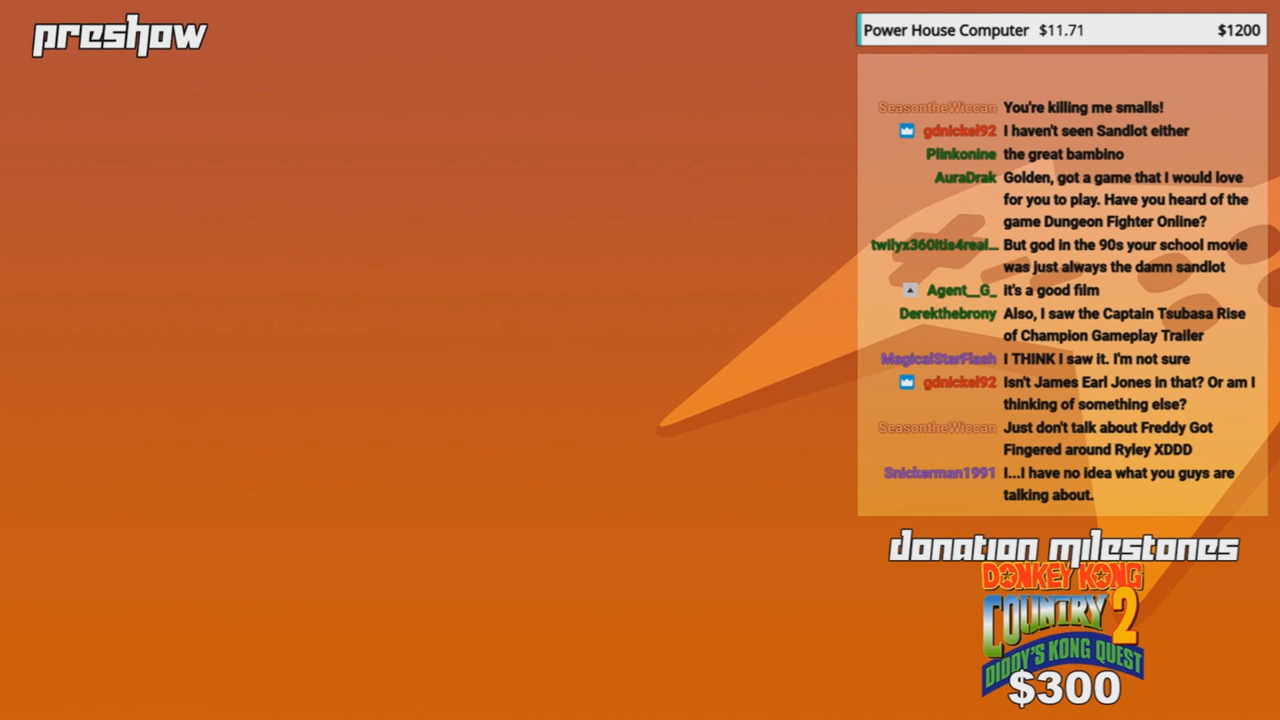 preshow
Power House Computer $11.71 $1200
SeasontheWiccan You're killing me smalls!
gdnickel92 I haven't seen Sandlot either
Plinkonine the great bambino
AuraDrak Golden, got a game that I would love
for you to play. Have you heard of the
game Dungeon Fighter Online?
twilyx360itis4real... But god in the 90s your school movie
was just always the damn sandlot
Agent__G_ it's a good film
Derekthebrony Also, I saw the Captain Tsubasa Rise
of Champion Gameplay Trailer
MagicalStarFlash I THINK I saw it. I'm not sure
gdnickel92 Isn't James Earl Jones in that? Or am I
thinking of something else?
SeasontheWiccan Just don't talk about Freddy Got
Fingered around Ryley XDDD
Snickerman1991 I...I have no idea what you guys are
talking about.
donation milestones
DONKEY KONG
COUNTRY 2
DIDDY'S KONG QUEST
$300